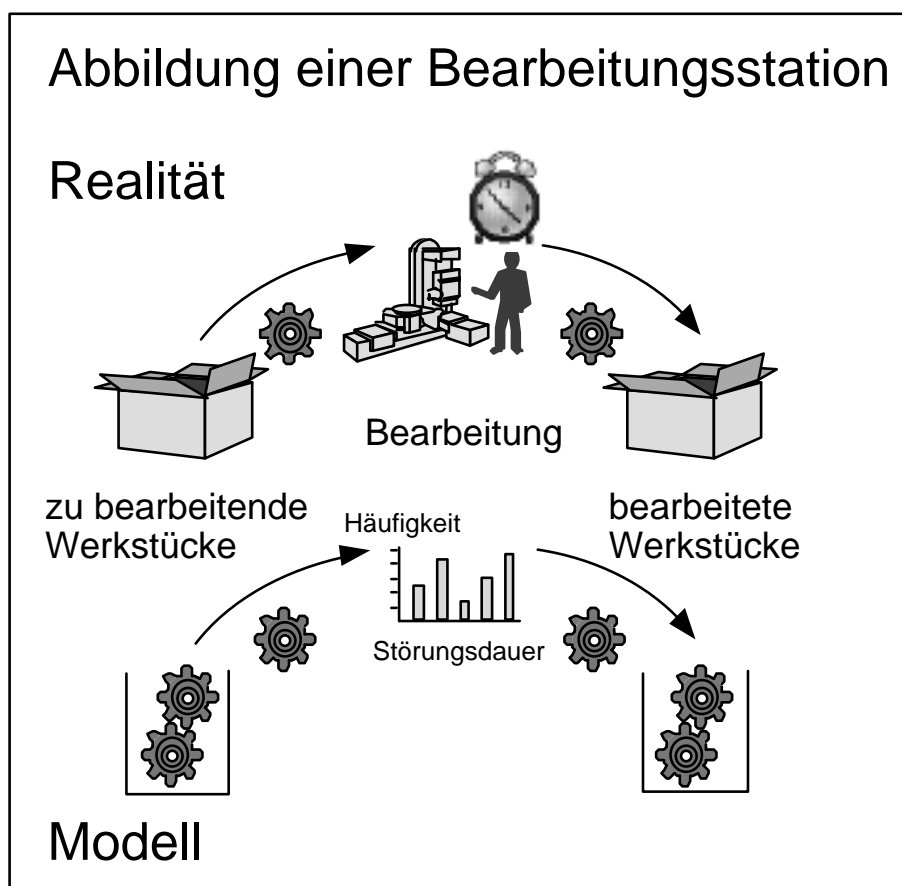 Abbildung einer Bearbeitungsstation
Realität
Bearbeitung
zu bearbeitende
Werkstücke
bearbeitete
Werkstücke
Häufigkeit
Störungsdauer
Modell